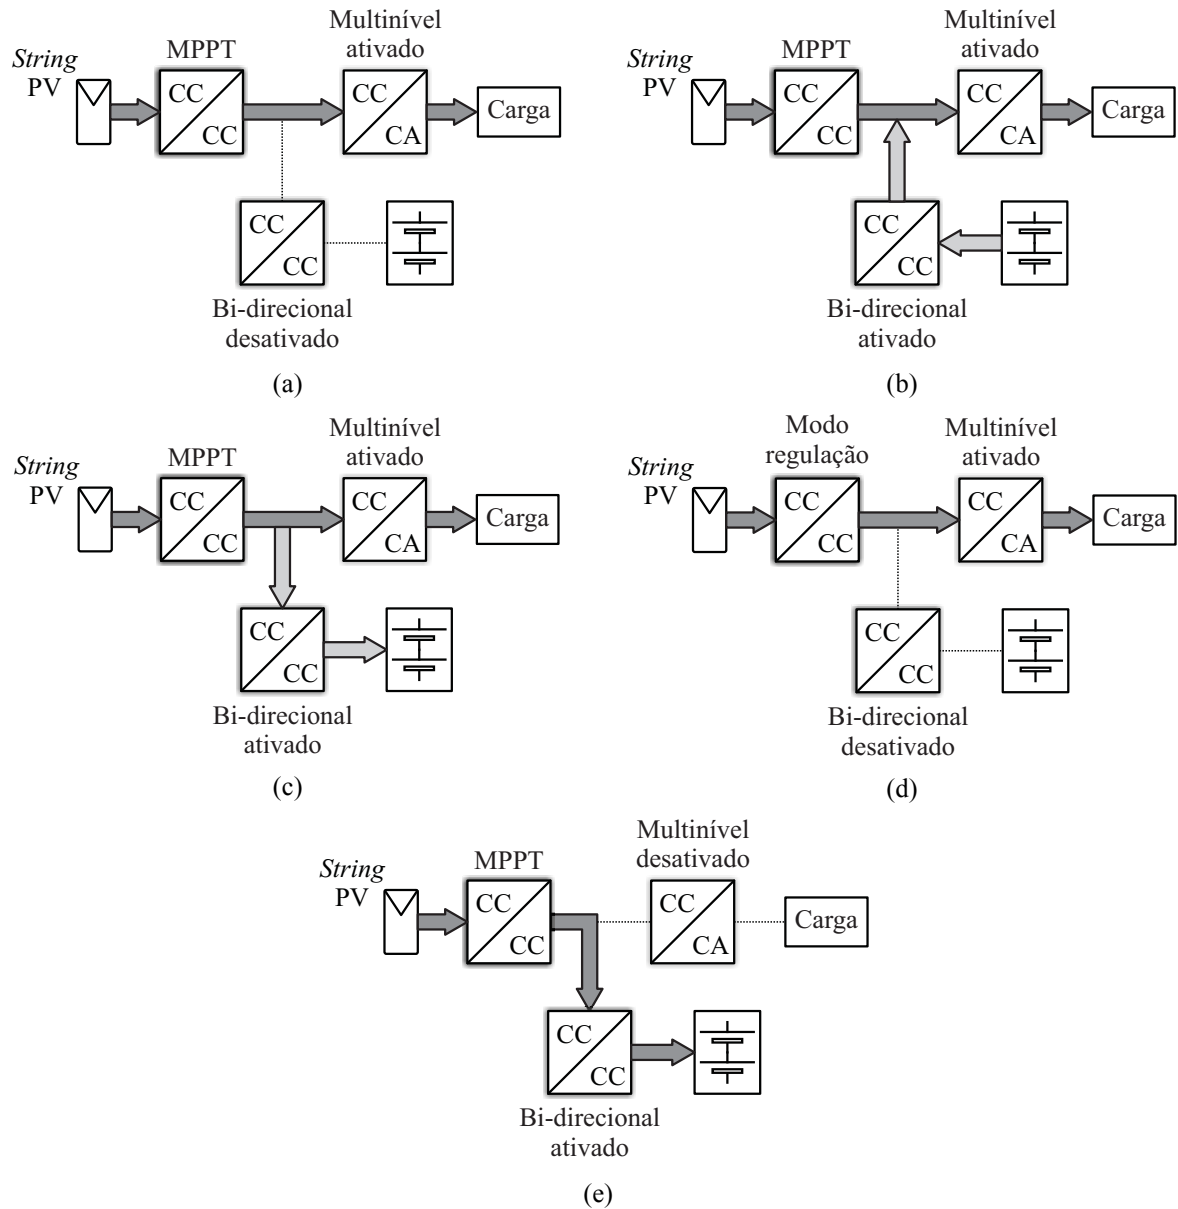 Multinível
ativado
MPPT
String
PV
CC
CC
CC
CA
Carga
CC
CC
Bi-direcional
desativado
(a)
Multinível
ativado
MPPT
String
PV
CC
CC
CC
CA
Carga
CC
CC
Bi-direcional
ativado
(b)
Multinível
ativado
MPPT
String
PV
CC
CC
CC
CA
Carga
CC
CC
Bi-direcional
ativado
(c)
Modo
regulação
Multinível
ativado
String
PV
CC
CC
CC
CA
Carga
CC
CC
Bi-direcional
desativado
(d)
Multinível
desativado
MPPT
String
PV
CC
CC
CC
CA
Carga
CC
CC
Bi-direcional
ativado
(e)